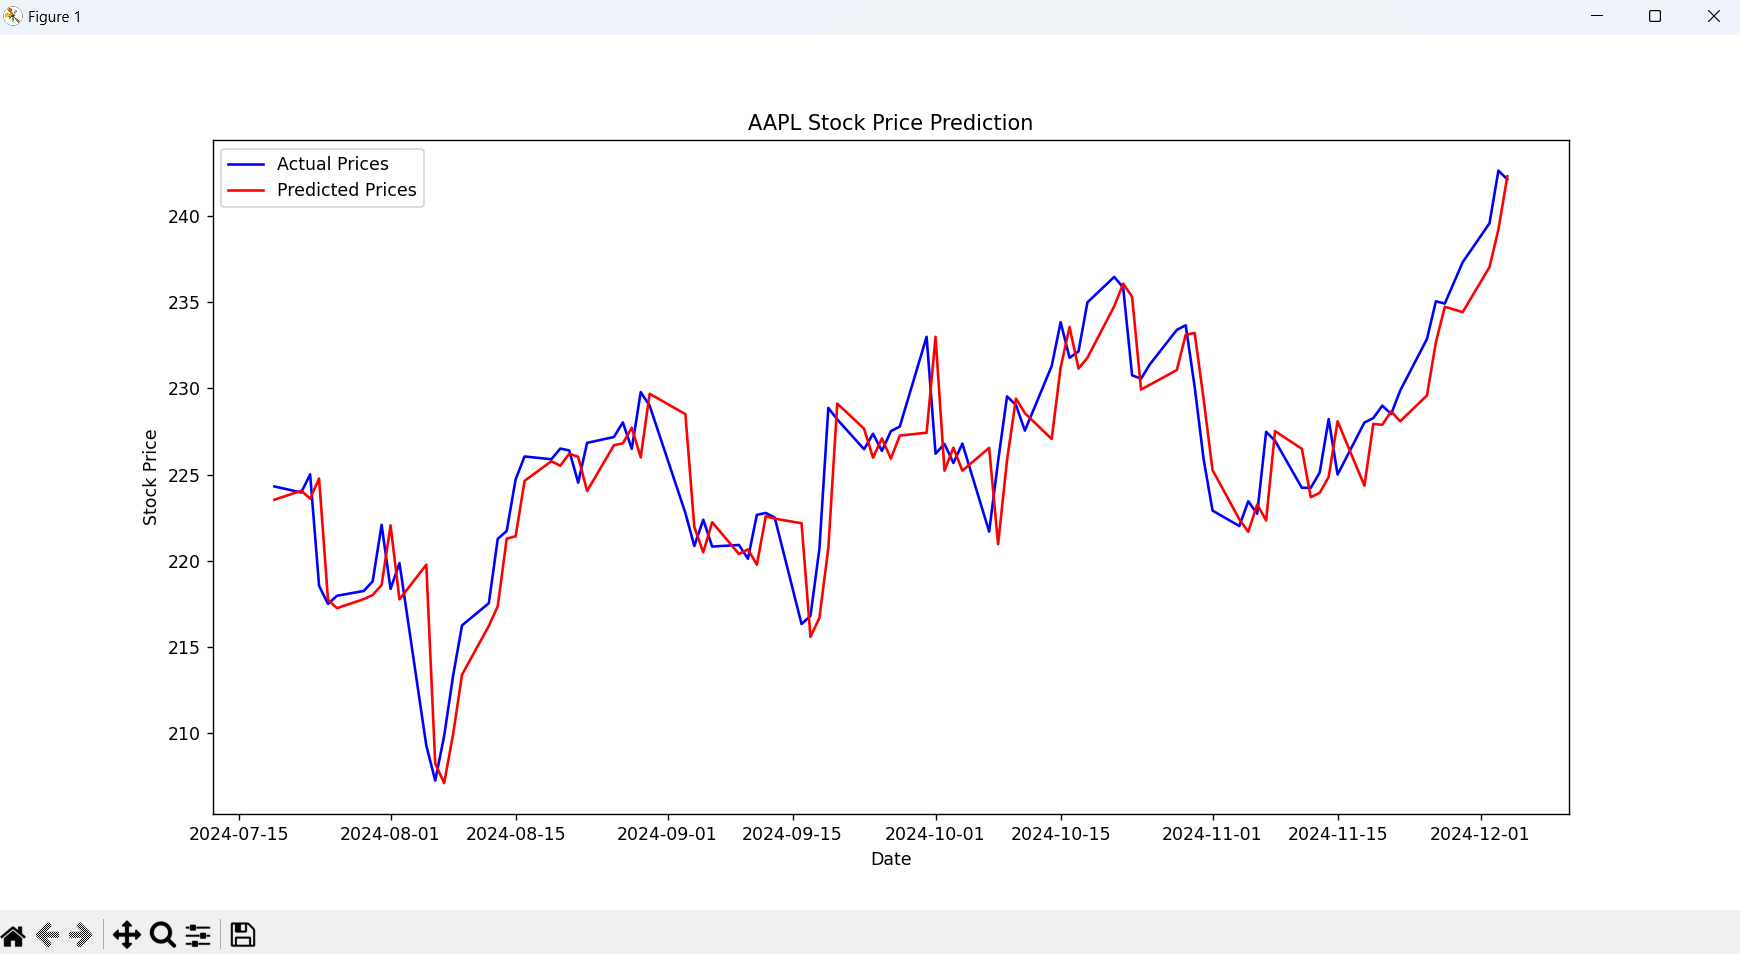 Figure 1
AAPL Stock Price Prediction
Actual Prices
Predicted Prices
240
235
230
225
220
215
210
Stock Price
2024-07-15 2024-08-01 2024-08-15 2024-09-01 2024-09-15 2024-10-01 2024-10-15 2024-11-01 2024-11-15 2024-12-01
Date